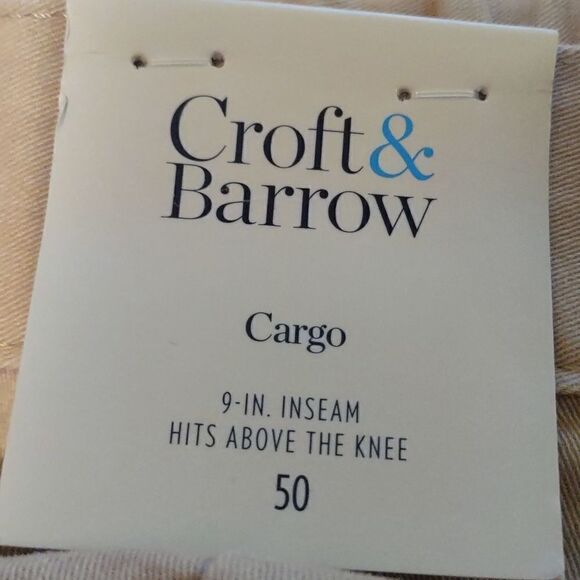 Croft&
Barrow
Cargo
9-IN. INSEAM
HITS ABOVE THE KNEE
50